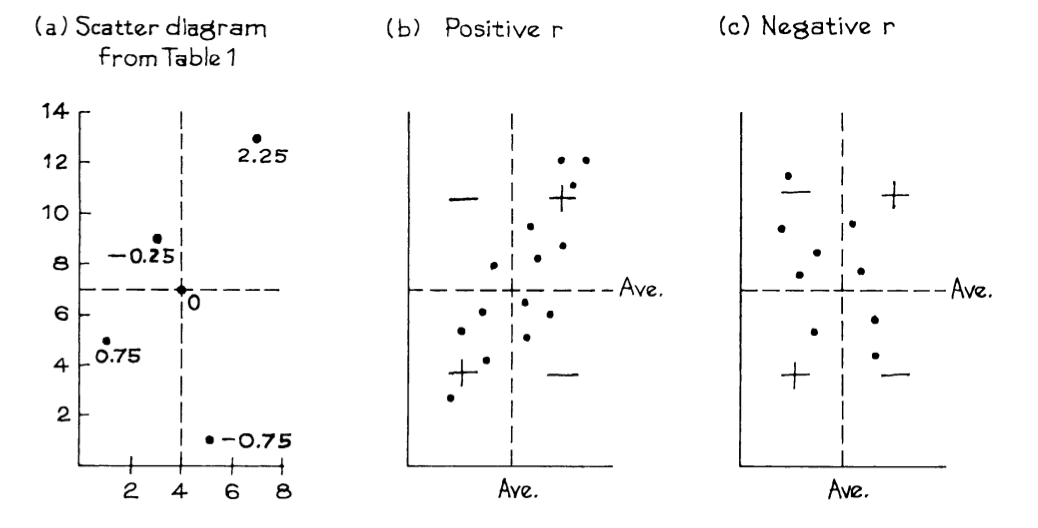 (a) Scatter diagram
from Table 1
14
12
10
8
6
4
2
2.25
−0.25
0
0.75
−0.75
2 4 6 8
(b) Positive r
− +
Ave.
+ −
Ave.
(c) Negative r
− +
Ave.
+ −
Ave.